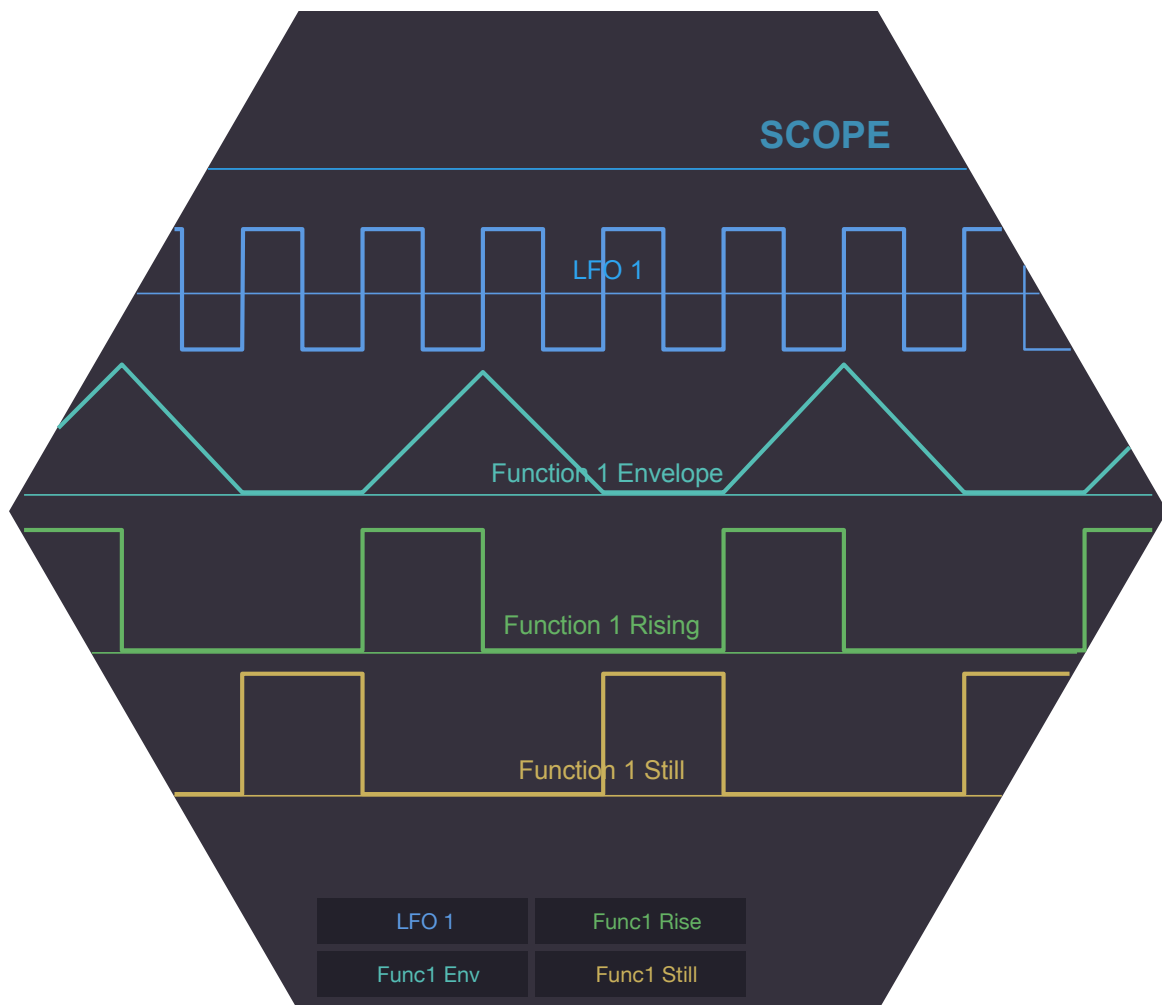 SCOPE
LFO 1
Function 1 Envelope
Function 1 Rising
Function 1 Still
LFO 1
Func1 Rise
Func1 Env
Func1 Still